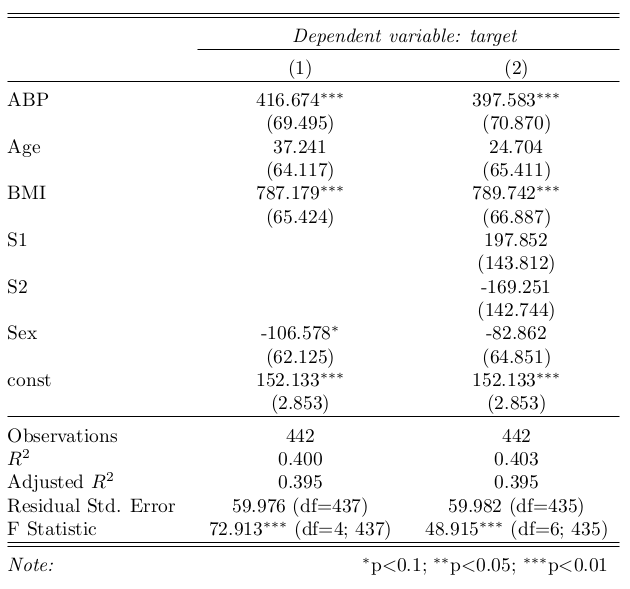 Dependent variable: target
(1) (2)
ABP 416.674*** 397.583***
(69.495) (70.870)
Age 37.241 24.704
(64.117) (65.411)
BMI 787.179*** 789.742***
(65.424) (66.887)
S1 197.852
(143.812)
S2 -169.251
(142.744)
Sex -106.578* -82.862
(62.125) (64.851)
const 152.133*** 152.133***
(2.853) (2.853)
Observations 442 442
R² 0.400 0.403
Adjusted R² 0.395 0.395
Residual Std. Error 59.976 (df=437) 59.982 (df=435)
F Statistic 72.913*** (df=4; 437) 48.915*** (df=6; 435)
Note: *p<0.1; **p<0.05; ***p<0.01